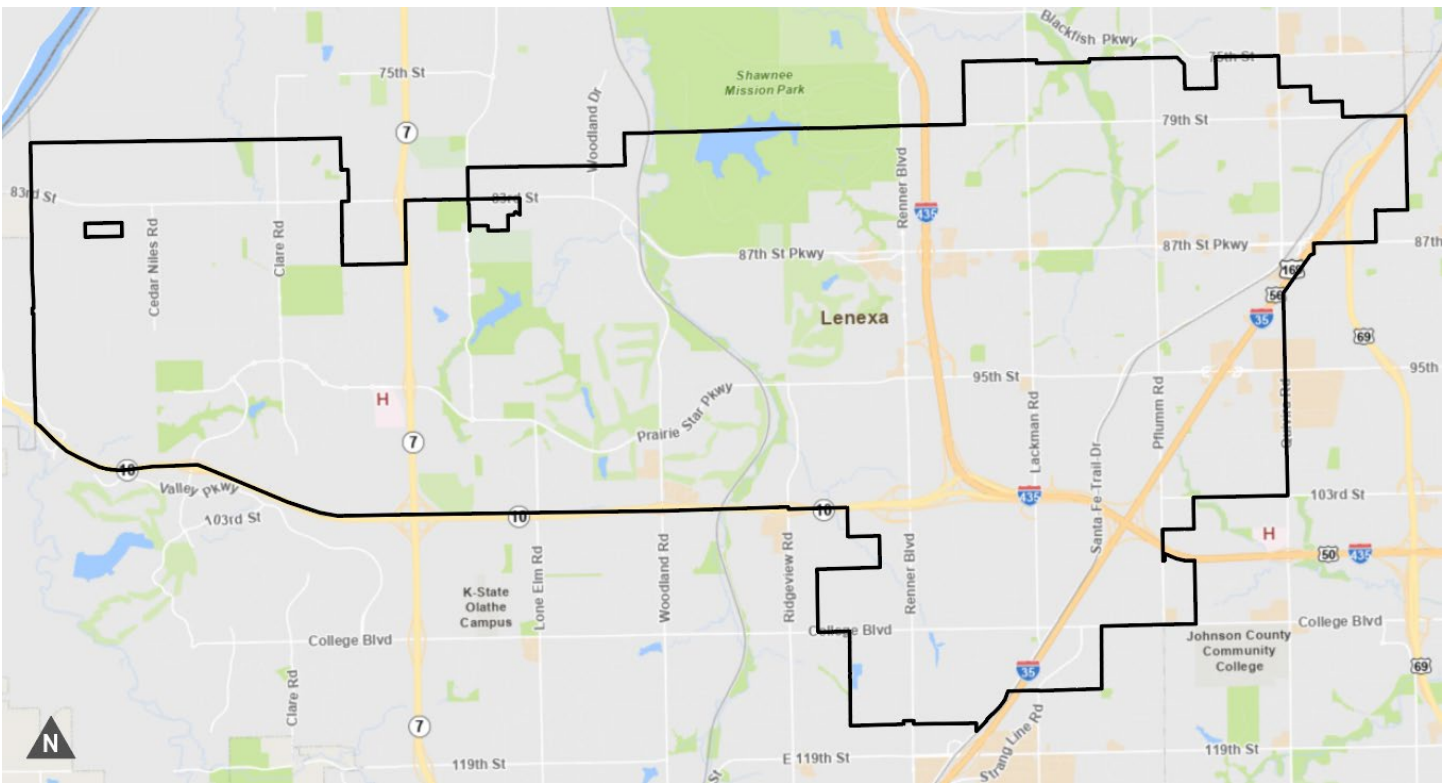 Blackfish Pkwy
75th St
75th St
Shawnee
Mission Park
7
Woodland Dr
79th St
83rd St
83rd St
Renner Blvd
435
Cedar Niles Rd
Clare Rd
87th St Pkwy
87th St Pkwy
87th
169
56
35
Lenexa
69
95th St
95th
H
7
Prairie Star Pkwy
Lackman Rd
Pflumm Rd
Quivira Rd
Santa Fe Trail Dr
10
Valley Pkwy
103rd St
10
10
435
103rd St
H
50
435
K-State
Olathe
Campus
Lone Elm Rd
Woodland Rd
Ridgeview Rd
Renner Blvd
College Blvd
College Blvd
College Blvd
Johnson County
Community
College
69
35
Clare Rd
7
Strang Line Rd
N
119th St
St
E 119th St
119th St